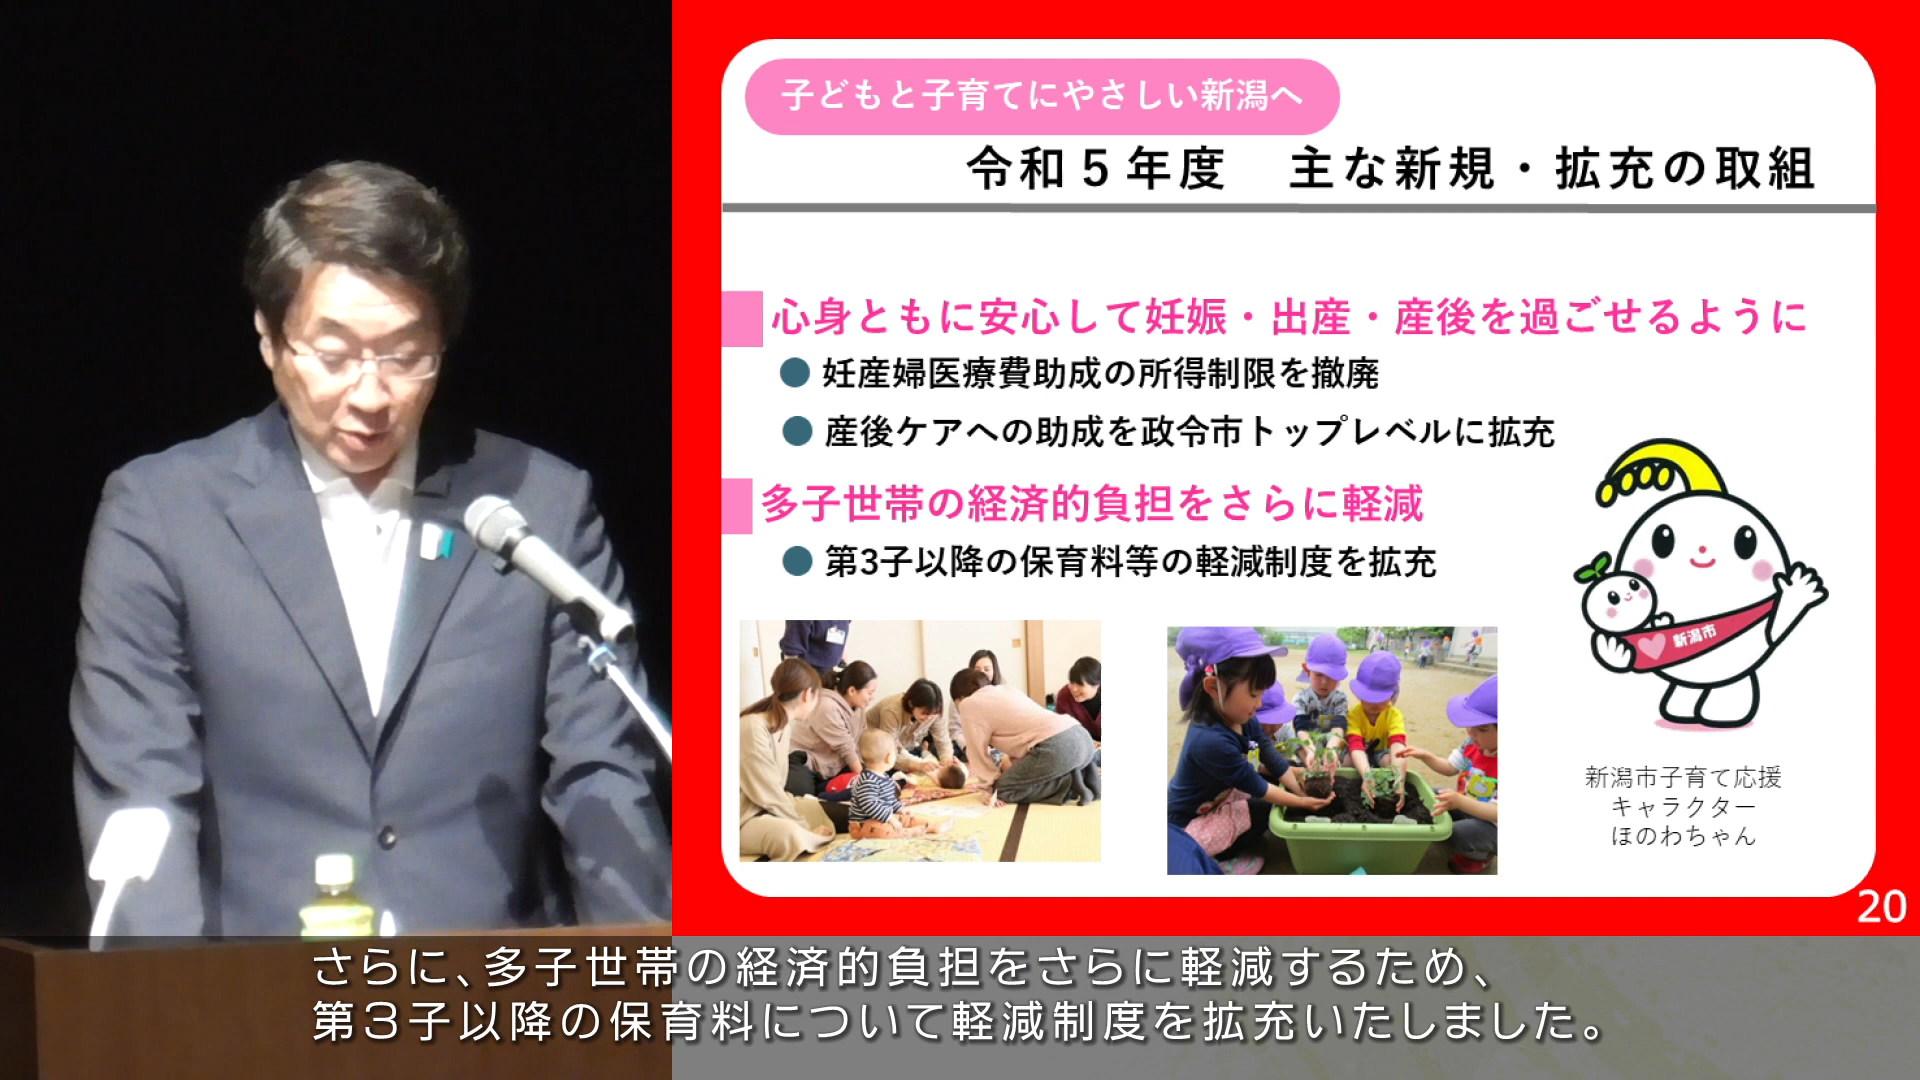 子どもと子育てにやさしい新潟へ
令和５年度　主な新規・拡充の取組
心身ともに安心して妊娠・出産・産後を過ごせるように
● 妊産婦医療費助成の所得制限を撤廃
● 産後ケアへの助成を政令市トップレベルに拡充
多子世帯の経済的負担をさらに軽減
● 第3子以降の保育料等の軽減制度を拡充
新潟市
新潟市子育て応援
キャラクター
ほのわちゃん
20
さらに、多子世帯の経済的負担をさらに軽減するため、
第３子以降の保育料について軽減制度を拡充いたしました。